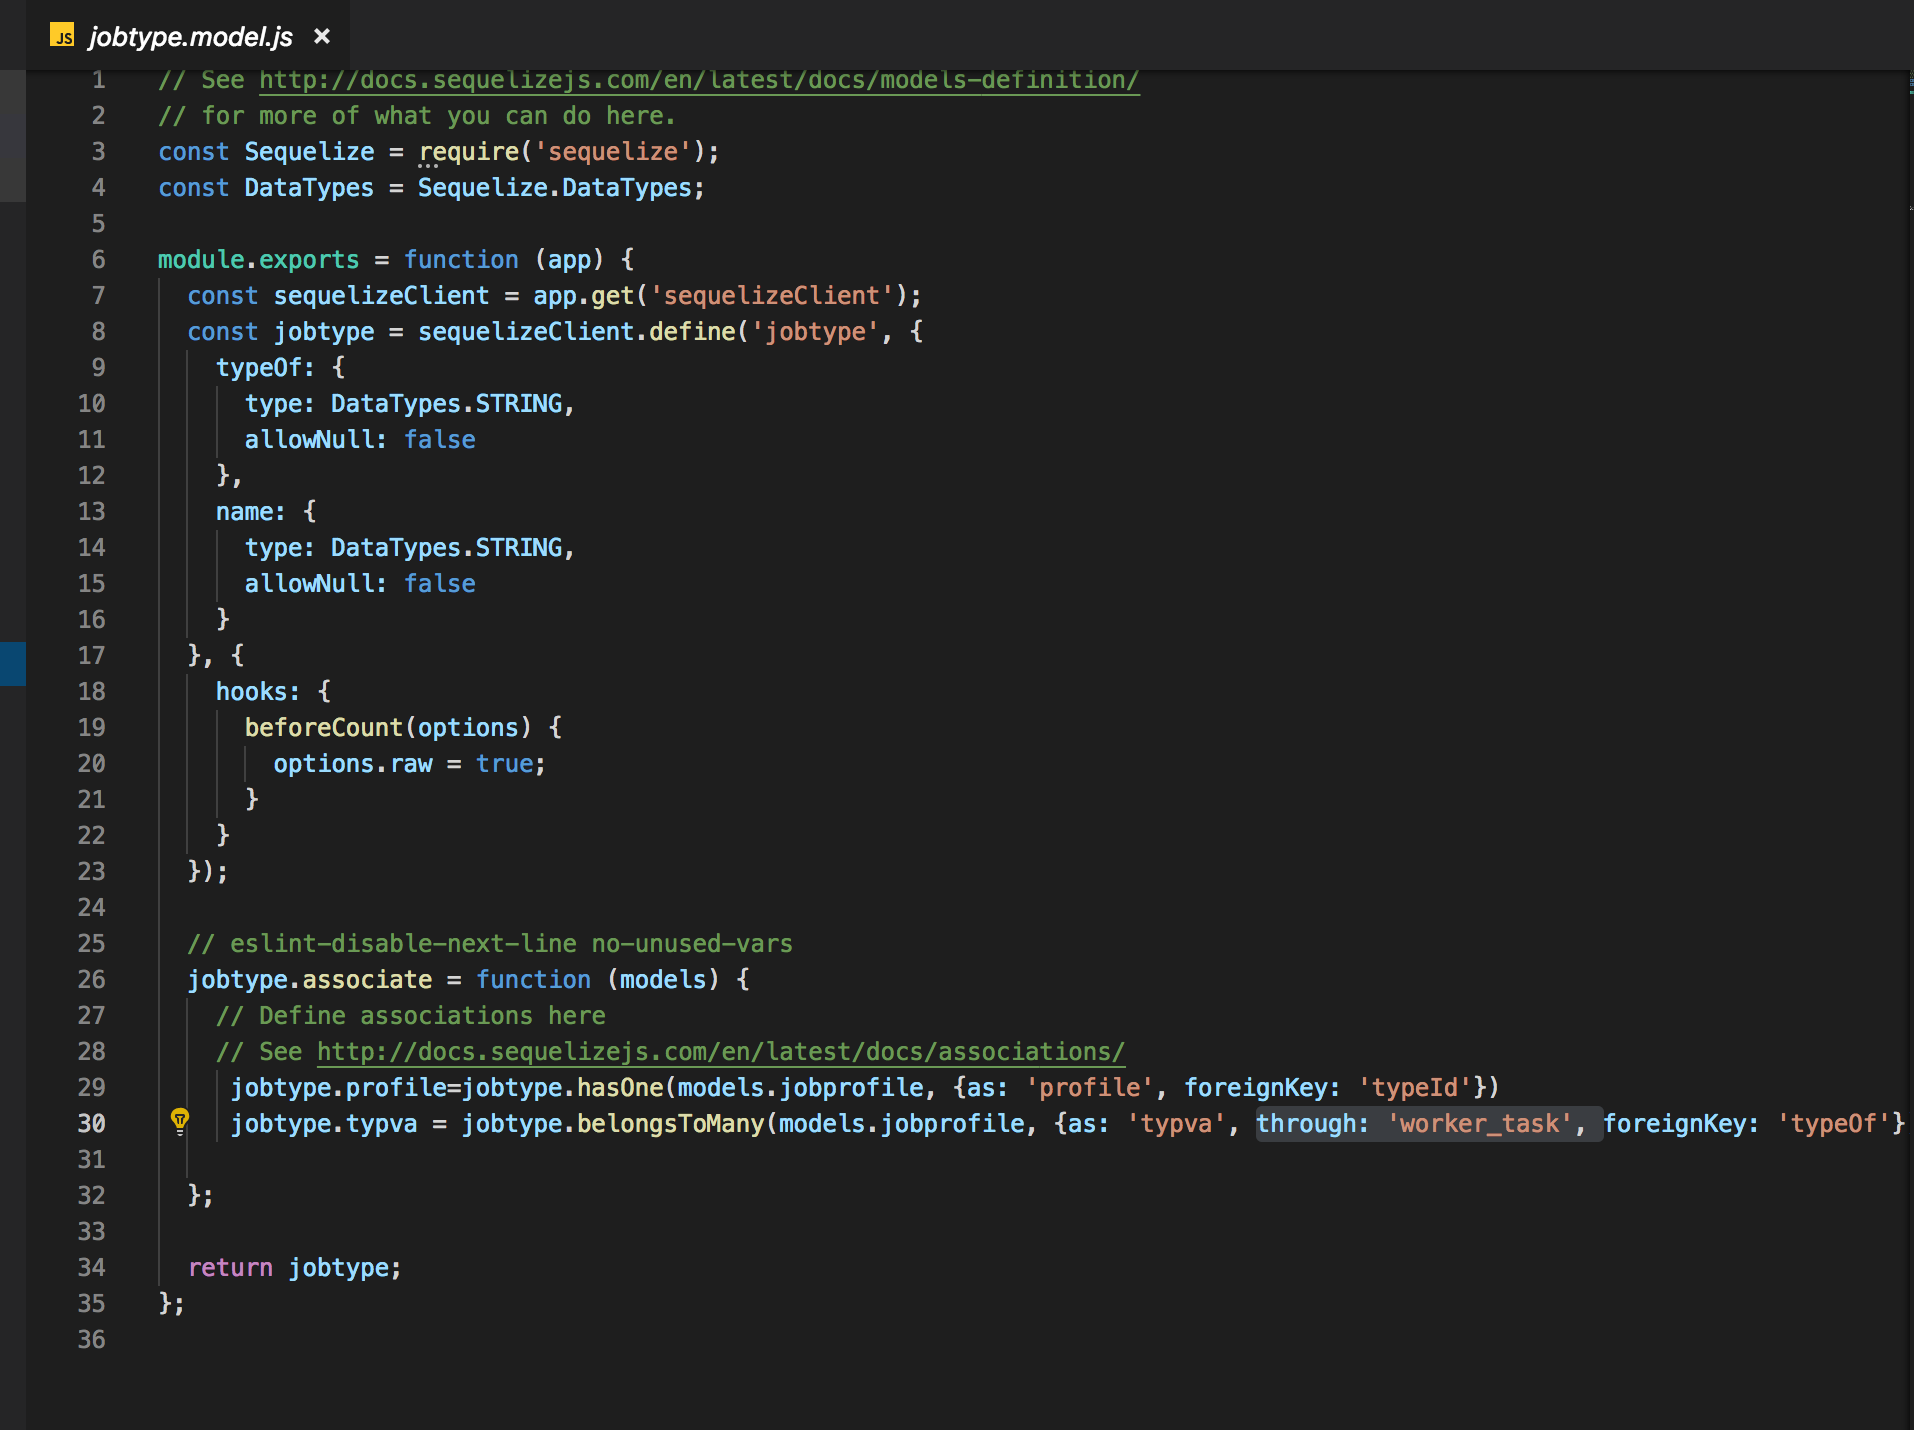 JS jobtype.model.js ×
1 // See http://docs.sequelizejs.com/en/latest/docs/models-definition/
2 // for more of what you can do here.
3 const Sequelize = require('sequelize');
4 const DataTypes = Sequelize.DataTypes;
5
6 module.exports = function (app) {
7   const sequelizeClient = app.get('sequelizeClient');
8   const jobtype = sequelizeClient.define('jobtype', {
9     typeOf: {
10       type: DataTypes.STRING,
11       allowNull: false
12     },
13     name: {
14       type: DataTypes.STRING,
15       allowNull: false
16     }
17   }, {
18     hooks: {
19       beforeCount(options) {
20         options.raw = true;
21       }
22     }
23   });
24
25   // eslint-disable-next-line no-unused-vars
26   jobtype.associate = function (models) {
27     // Define associations here
28     // See http://docs.sequelizejs.com/en/latest/docs/associations/
29      jobtype.profile=jobtype.hasOne(models.jobprofile, {as: 'profile', foreignKey: 'typeId'})
30      jobtype.typva = jobtype.belongsToMany(models.jobprofile, {as: 'typva', through: 'worker_task', foreignKey: 'typeOf'}
31
32   };
33
34   return jobtype;
35 };
36